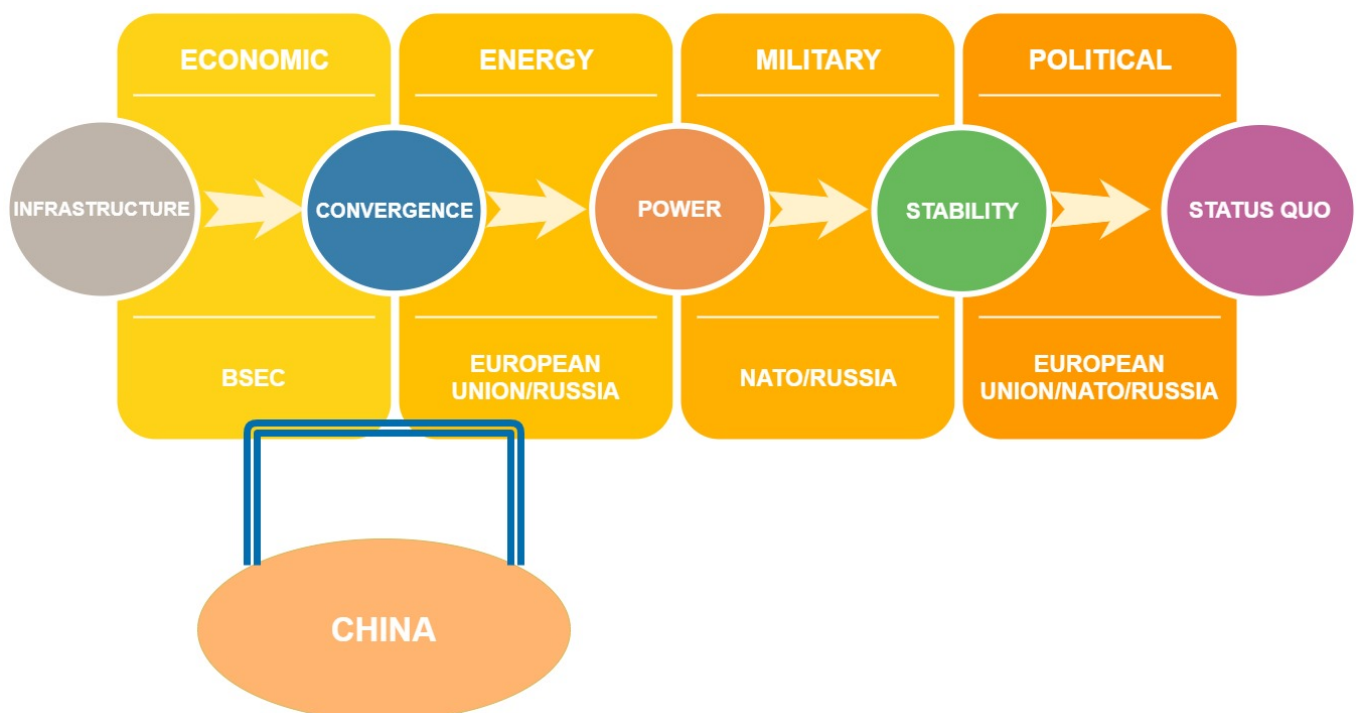 ECONOMIC
ENERGY
MILITARY
POLITICAL
INFRASTRUCTURE
CONVERGENCE
POWER
STABILITY
STATUS QUO
BSEC
EUROPEAN
UNION/RUSSIA
NATO/RUSSIA
EUROPEAN
UNION/NATO/RUSSIA
CHINA